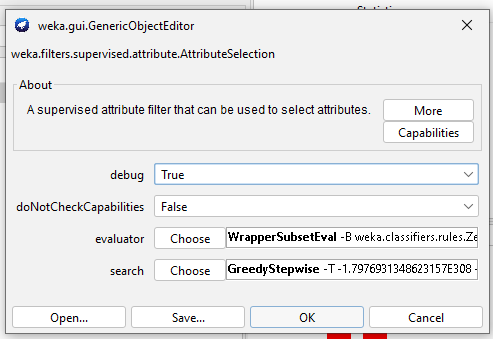 weka.gui.GenericObjectEditor
weka.filters.supervised.attribute.AttributeSelection
About
A supervised attribute filter that can be used to select attributes.
More
Capabilities
debug True
doNotCheckCapabilities False
evaluator Choose WrapperSubsetEval -B weka.classifiers.rules.Ze
search Choose GreedyStepwise -T -1.7976931348623157E308 -
Open... Save... OK Cancel